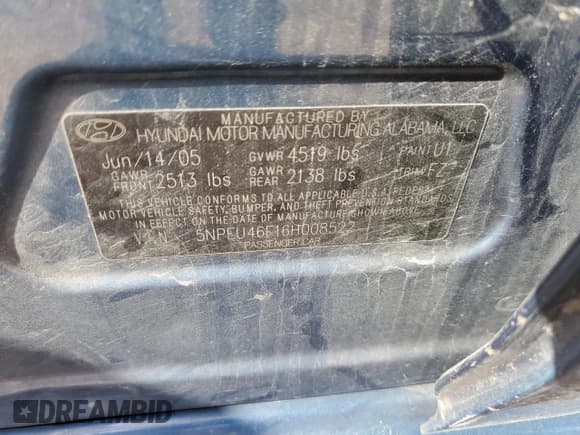 MANUFACTURED BY
HYUNDAI MOTOR MANUFACTURING ALABAMA, LLC
Jun/14/05 GVWR 4519 lbs PAINT U1
GAWR FRONT 2513 lbs GAWR REAR 2138 lbs TRIM FZ
THIS VEHICLE CONFORMS TO ALL APPLICABLE U.S.A. FEDERAL
MOTOR VEHICLE SAFETY, BUMPER, AND THEFT PREVENTION STANDARDS
IN EFFECT ON THE DATE OF MANUFACTURE SHOWN ABOVE.
V.I.N 5NPEU46F16H008522
PASSENGER CAR
DREAMBID